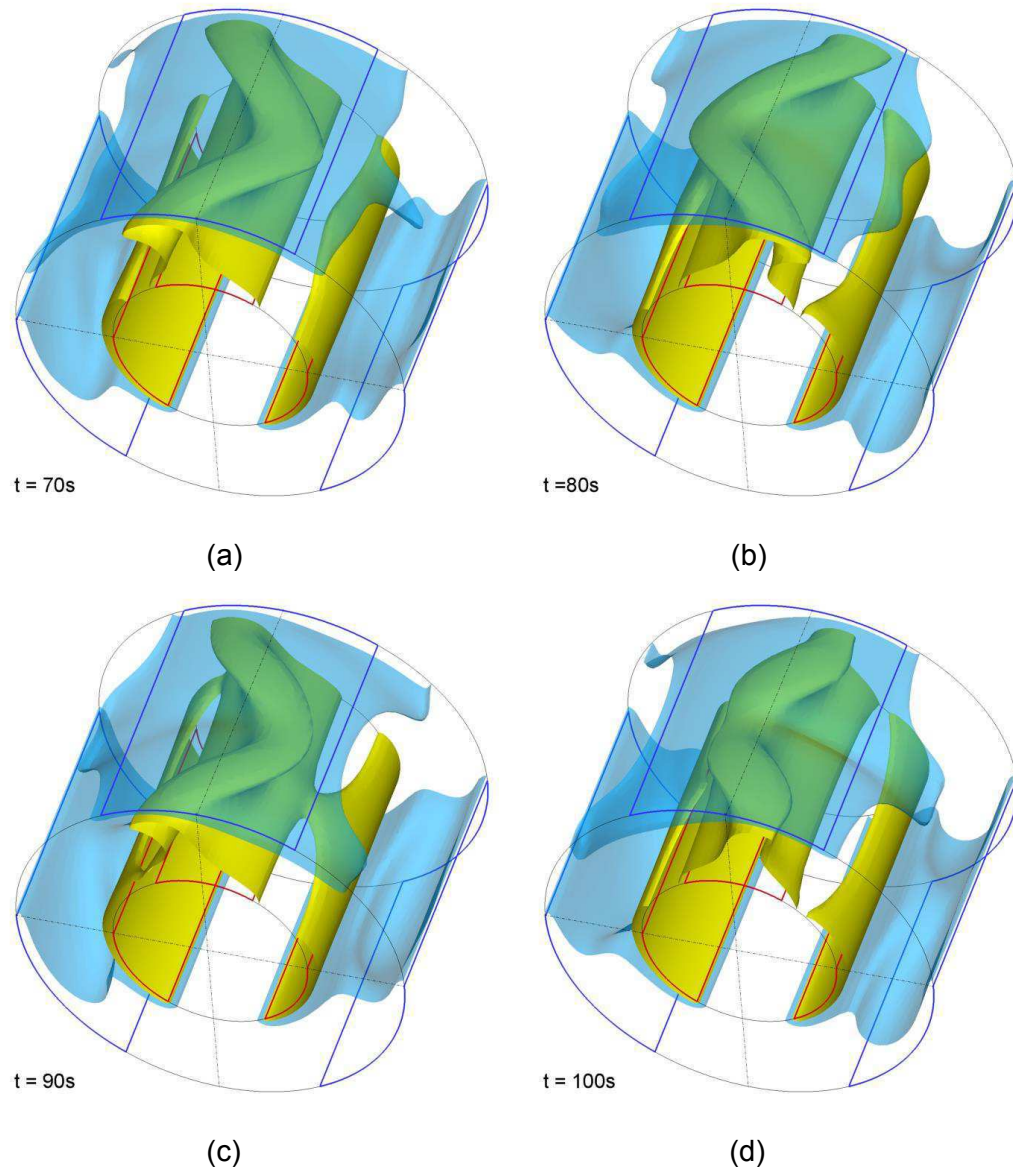 t = 70s
t =80s
(a)
(b)
t = 90s
t = 100s
(c)
(d)